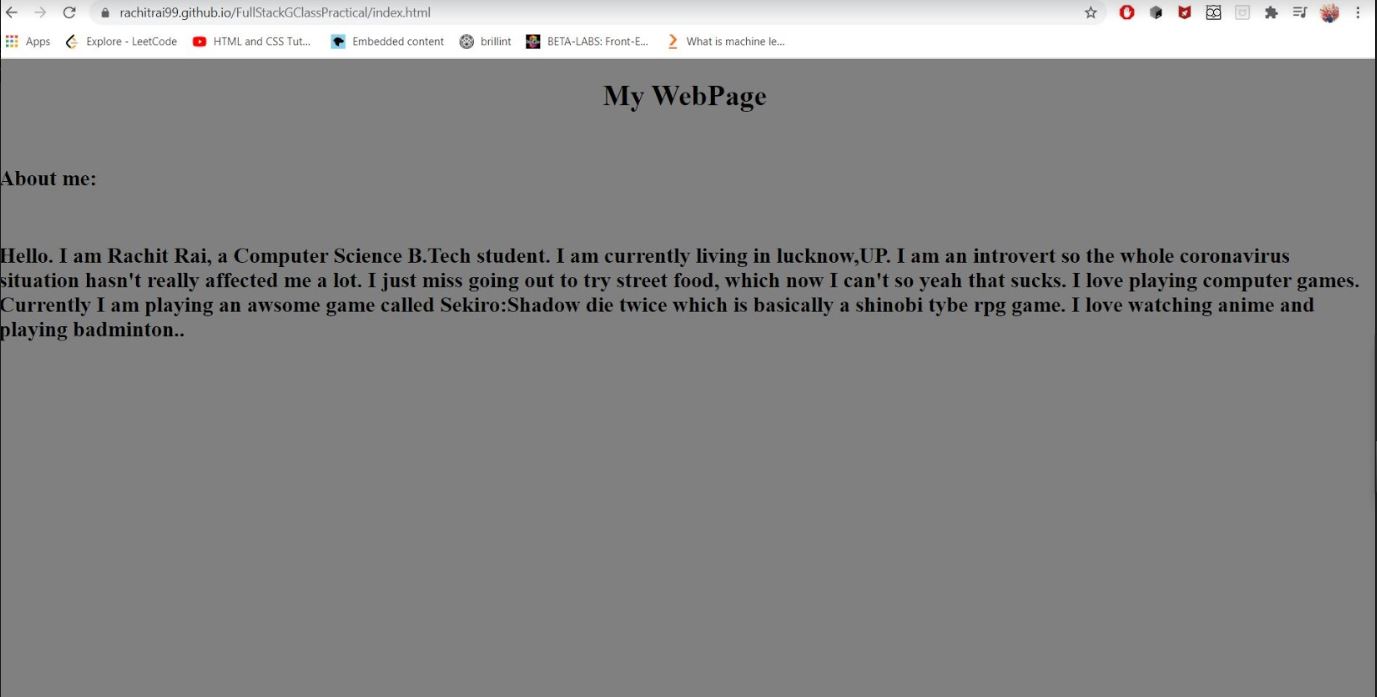 rachitrai99.github.io/FullStackGClassPractical/index.html
Apps Explore - LeetCode HTML and CSS Tut... Embedded content brillint BETA-LABS: Front-E... What is machine le...
My WebPage
About me:
Hello. I am Rachit Rai, a Computer Science B.Tech student. I am currently living in lucknow,UP. I am an introvert so the whole coronavirus
situation hasn't really affected me a lot. I just miss going out to try street food, which now I can't so yeah that sucks. I love playing computer games.
Currently I am playing an awsome game called Sekiro:Shadow die twice which is basically a shinobi tybe rpg game. I love watching anime and
playing badminton..